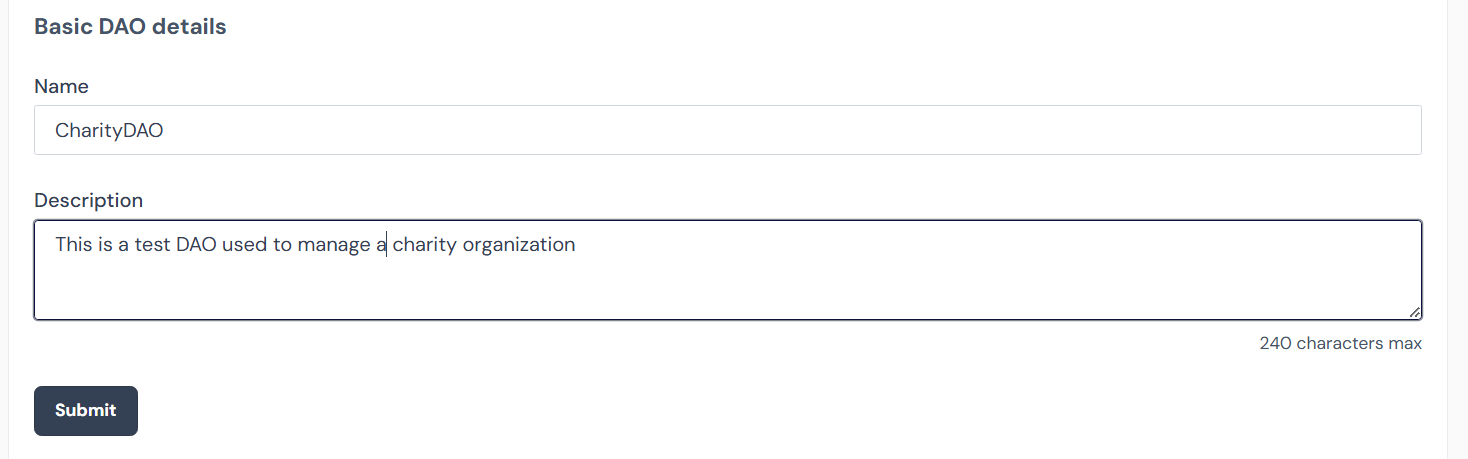 Basic DAO details
Name
CharityDAO
Description
This is a test DAO used to manage a charity organization
240 characters max
Submit